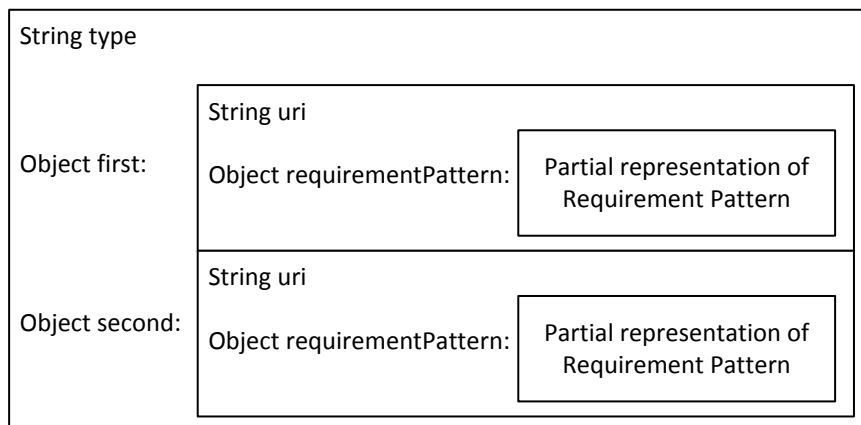 String type
Object first:
String uri
Object requirementPattern:
Partial representation of
Requirement Pattern
Object second:
String uri
Object requirementPattern:
Partial representation of
Requirement Pattern